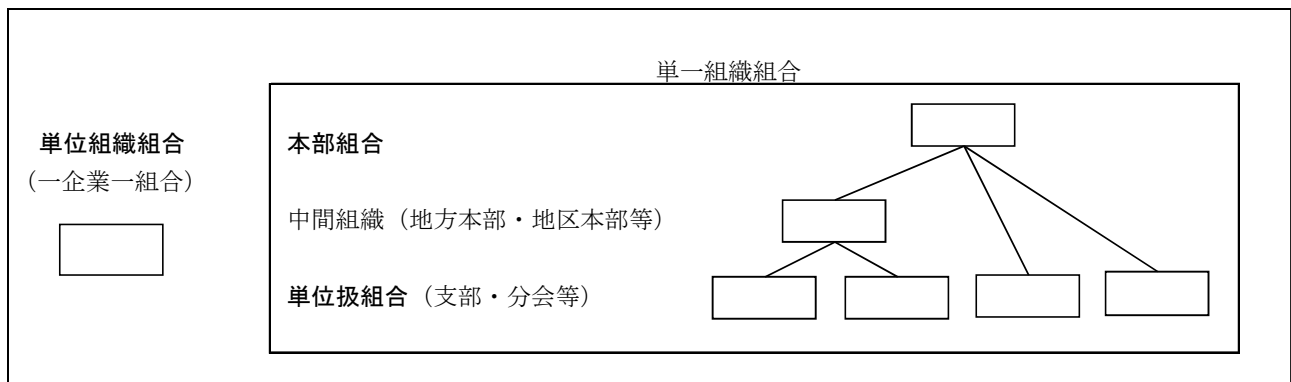 単一組織組合
単位組織組合
（一企業一組合）
本部組合
中間組織（地方本部・地区本部等）
単位扱組合（支部・分会等）